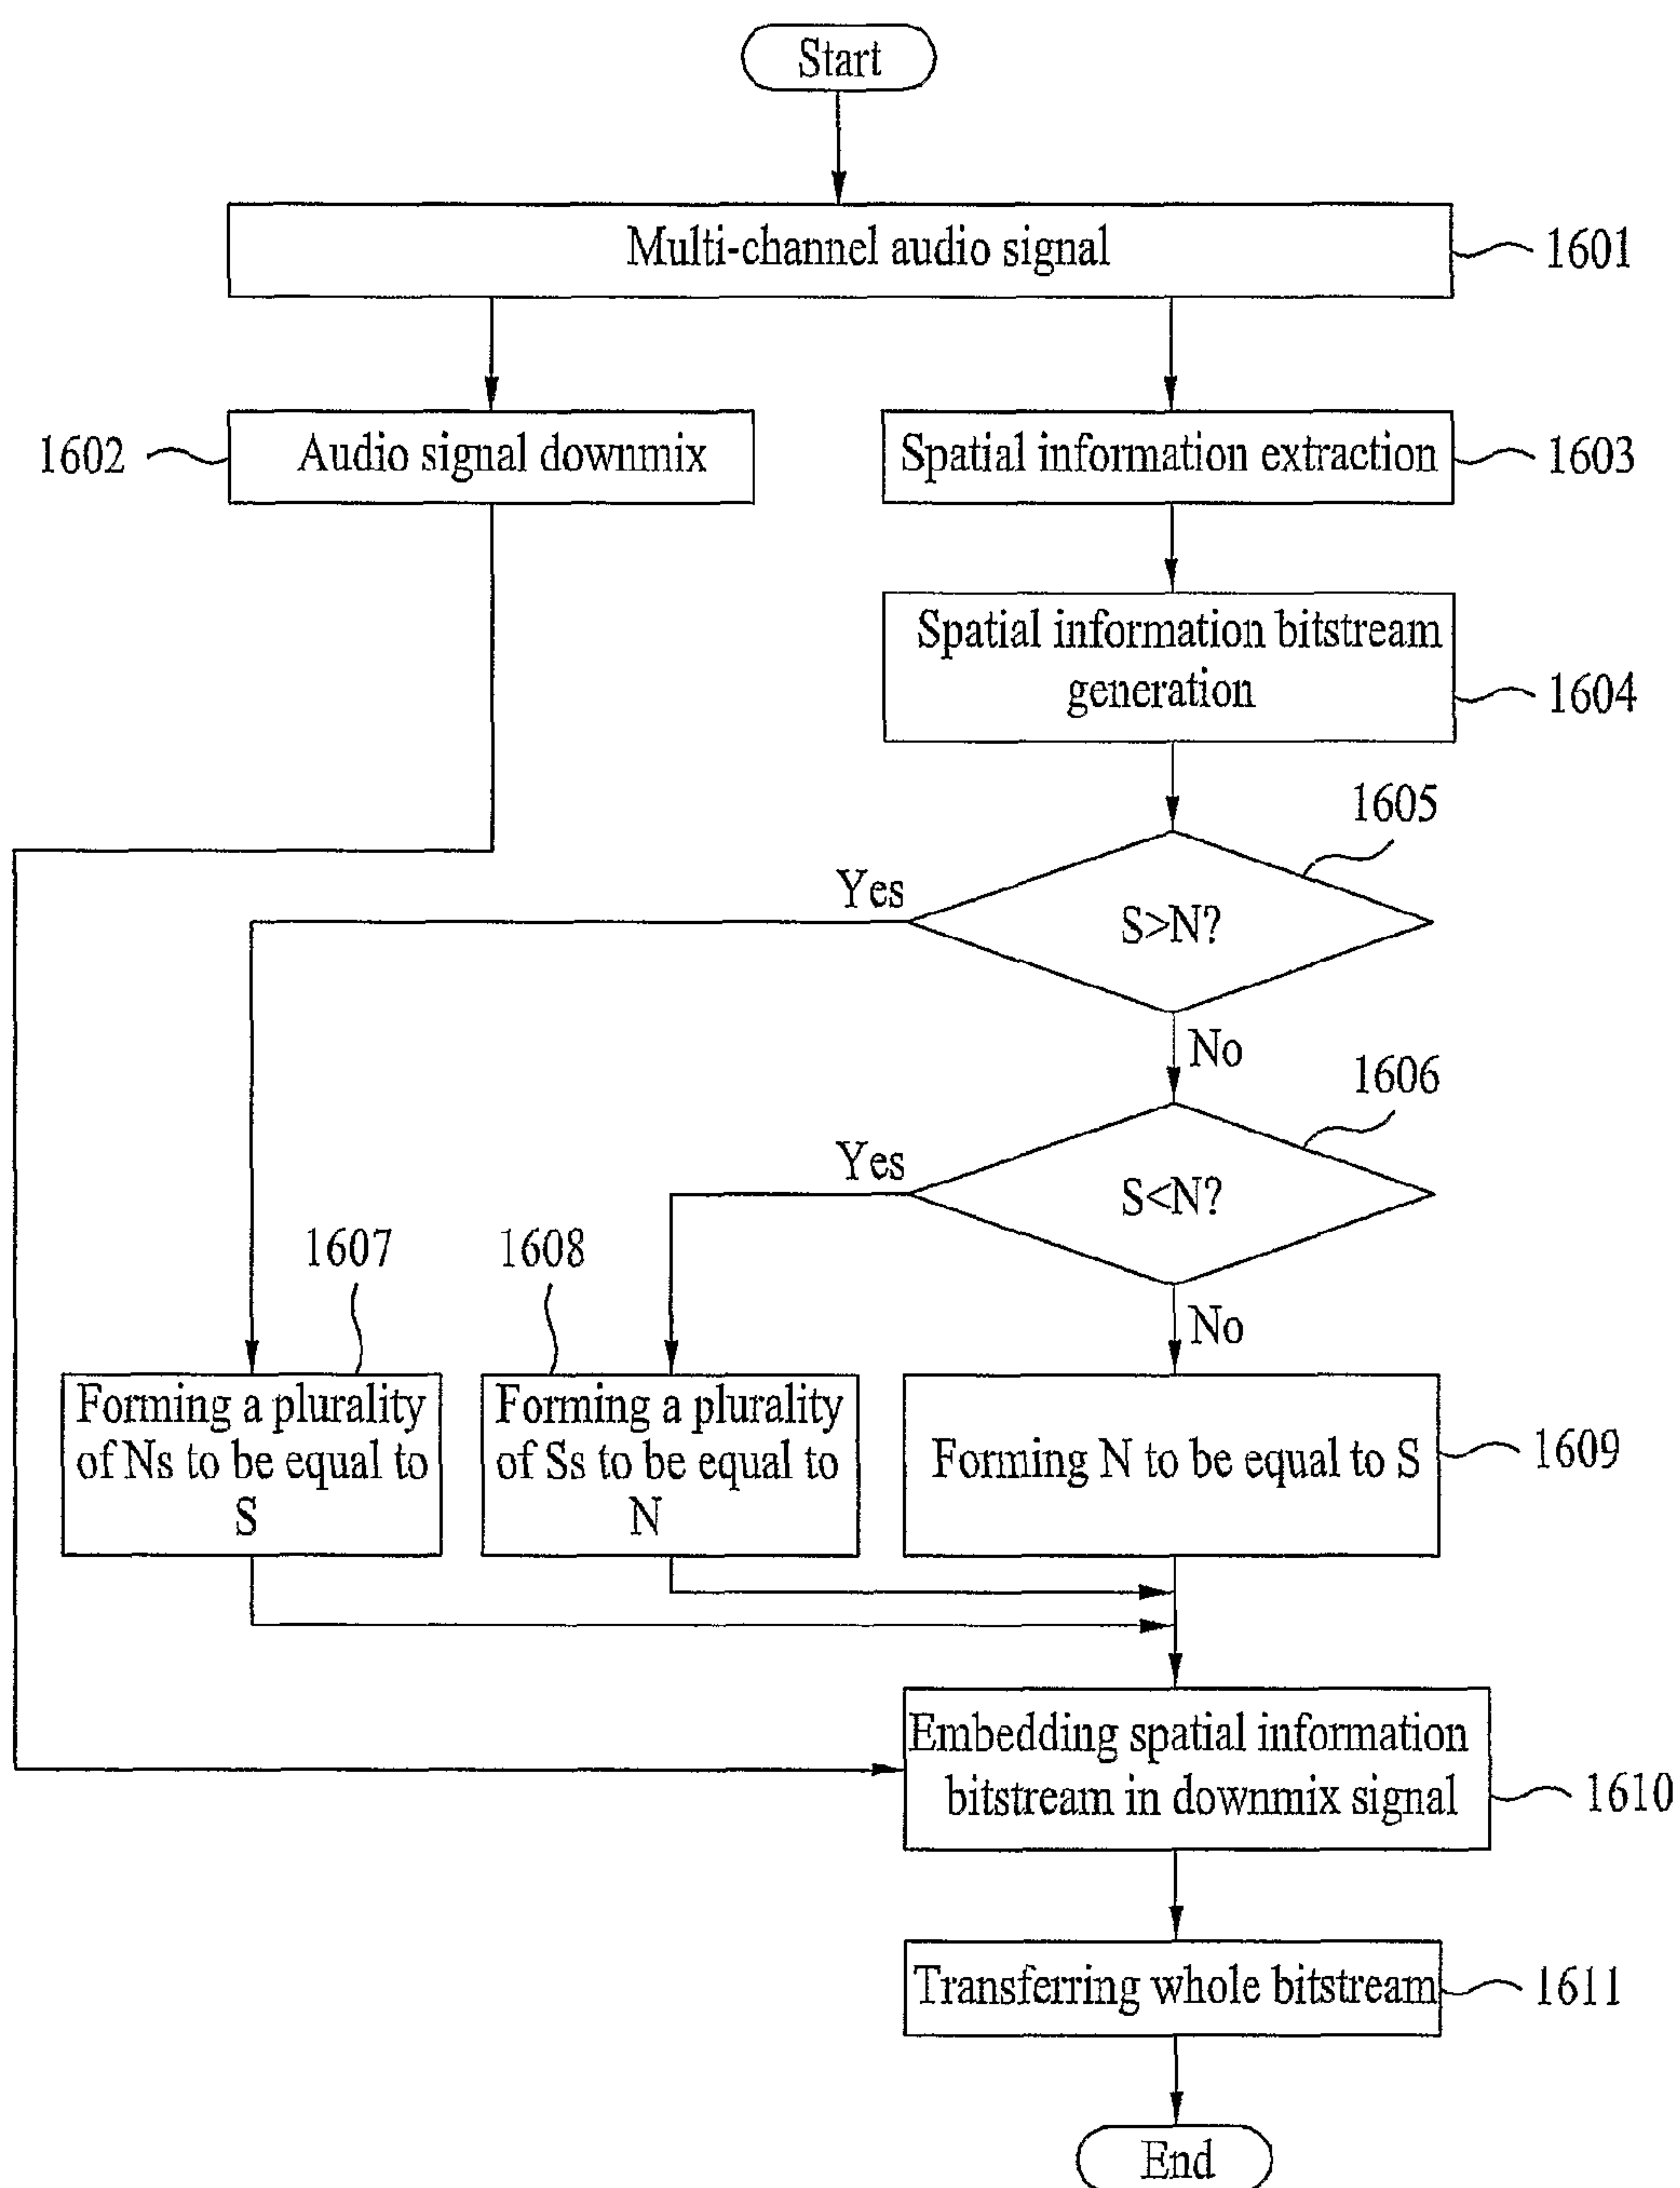 Start
Multi-channel audio signal
1601
1602
Audio signal downmix
Spatial information extraction
1603
Spatial information bitstream
generation
1604
1605
Yes
S>N?
No
1606
Yes
S<N?
No
1607
1608
Forming a plurality
of Ns to be equal to
S
Forming a plurality
of Ss to be equal to
N
Forming N to be equal to S
1609
Embedding spatial information
bitstream in downmix signal
1610
Transferring whole bitstream
1611
End